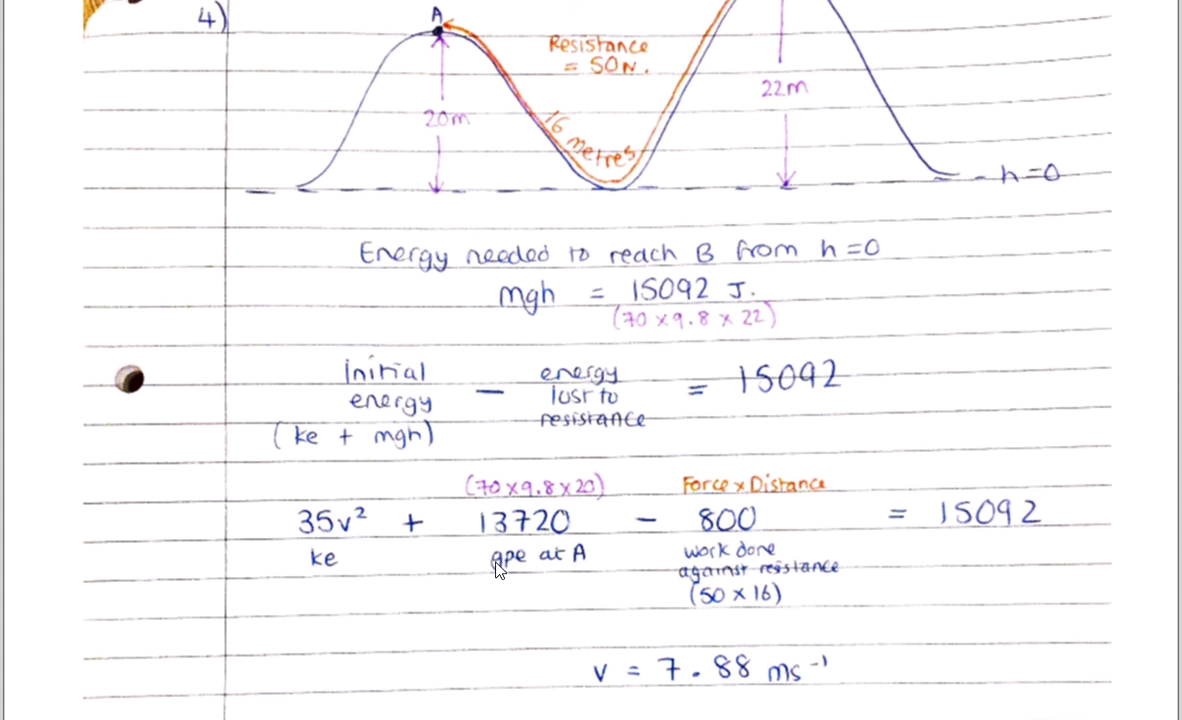 4)
A
Resistance
= 50N.
22m
20m
16 metres
h=0
Energy needed to reach B from h=0
mgh = 15092 J.
(70 x 9.8 x 22)
initial energy (ke + mgh) − energy lost to resistance = 15092
(70 x 9.8 x 20) Force x Distance
35v² + 13720 − 800 = 15092
ke gpe at A work done
against resistance
(50 x 16)
v = 7.88 ms⁻¹